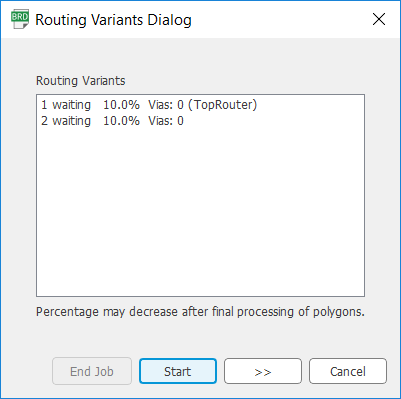 BRD
Routing Variants Dialog
Routing Variants
1 waiting 10.0% Vias: 0 (TopRouter)
2 waiting 10.0% Vias: 0
Percentage may decrease after final processing of polygons.
End Job Start >> Cancel